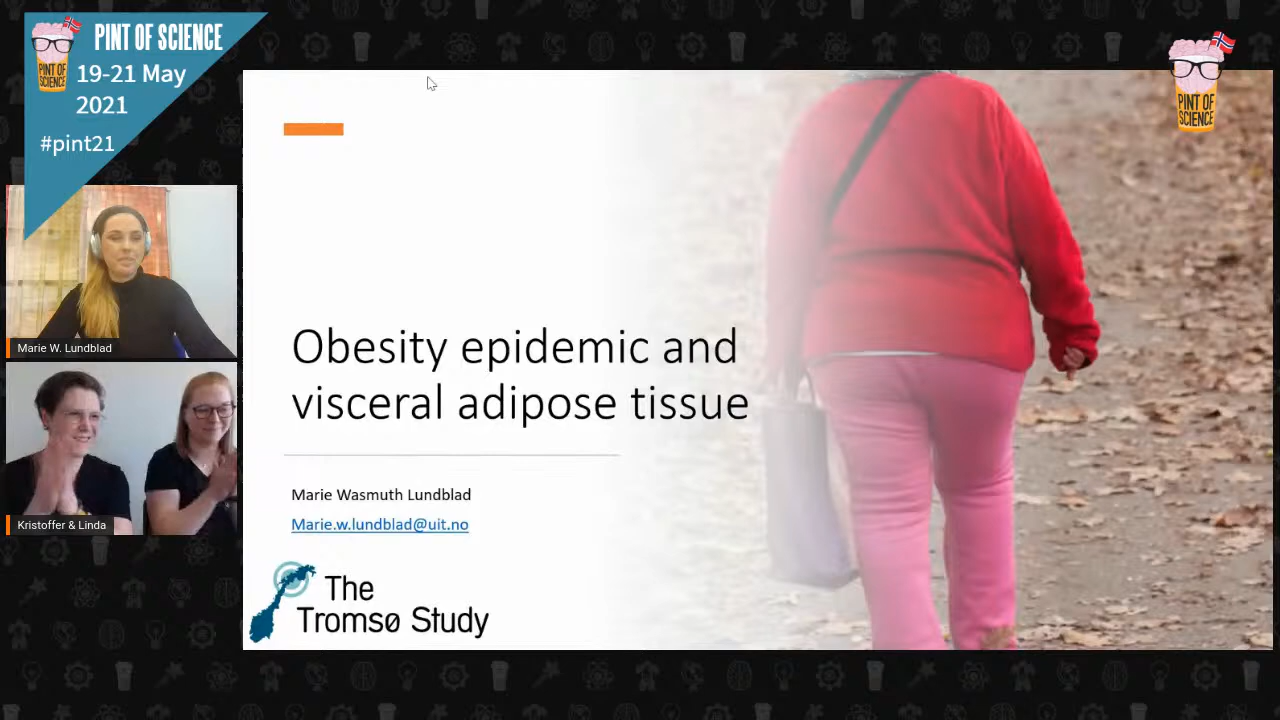 PINT OF SCIENCE
PINT OF
SCIENCE
19-21 May
2021
#pint21
PINT OF
SCIENCE
Marie W. Lundblad
Kristoffer & Linda
Obesity epidemic and
visceral adipose tissue
Marie Wasmuth Lundblad
Marie.w.lundblad@uit.no
The
Tromsø Study